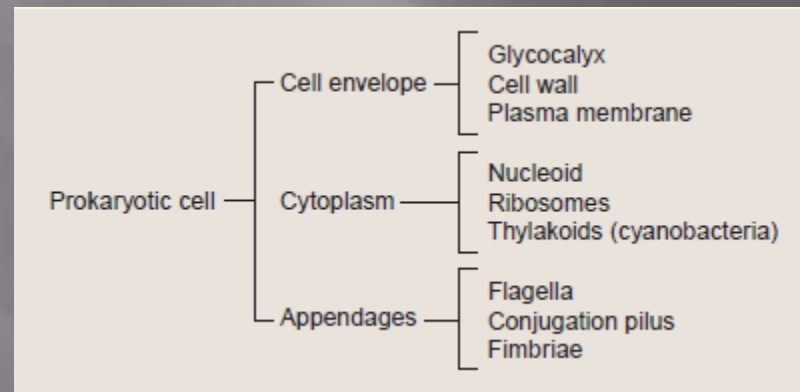 Prokaryotic cell
Cell envelope
Glycocalyx
Cell wall
Plasma membrane
Cytoplasm
Nucleoid
Ribosomes
Thylakoids (cyanobacteria)
Appendages
Flagella
Conjugation pilus
Fimbriae